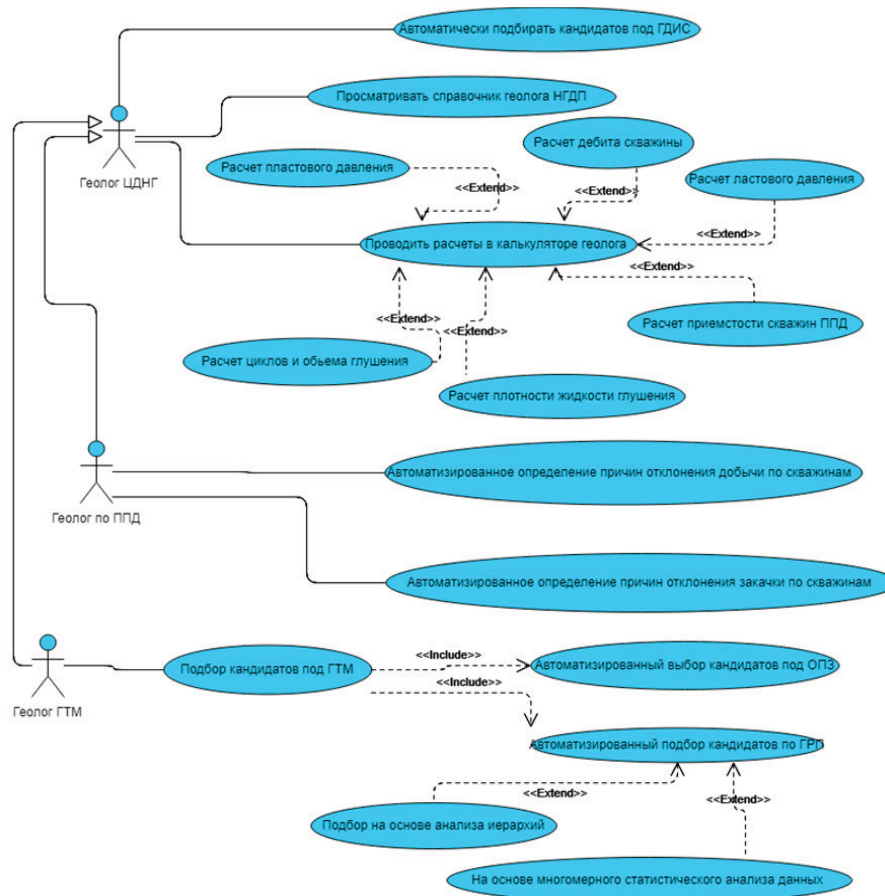 Автоматически подбирать кандидатов под ГДИС
Просматривать справочник геолога НГДП
Геолог ЦДНГ
Расчет дебита скважины
Расчет пластового давления
<<Extend>>
<<Extend>>
Расчет ластового давления
<<Extend>>
Проводить расчеты в калькуляторе геолога
<<Extend>>
<<Extend>>
<<Extend>>
Расчет приемстости скважин ППД
Расчет циклов и обьема глушения
Расчет плотности жидкости глушения
Автоматизированное определение причин отклонения добычи по скважинам
Геолог по ППД
Автоматизированное определение причин отклонения закачки по скважинам
<<Include>>
Подбор кандидатов под ГТМ
Автоматизированный выбор кандидатов под ОПЗ
<<Include>>
Геолог ГТМ
Автоматизированный подбор кандидатов по ГРП
<<Extend>>
<<Extend>>
Подбор на основе анализа иерархий
На основе многомерного статистического анализа данных